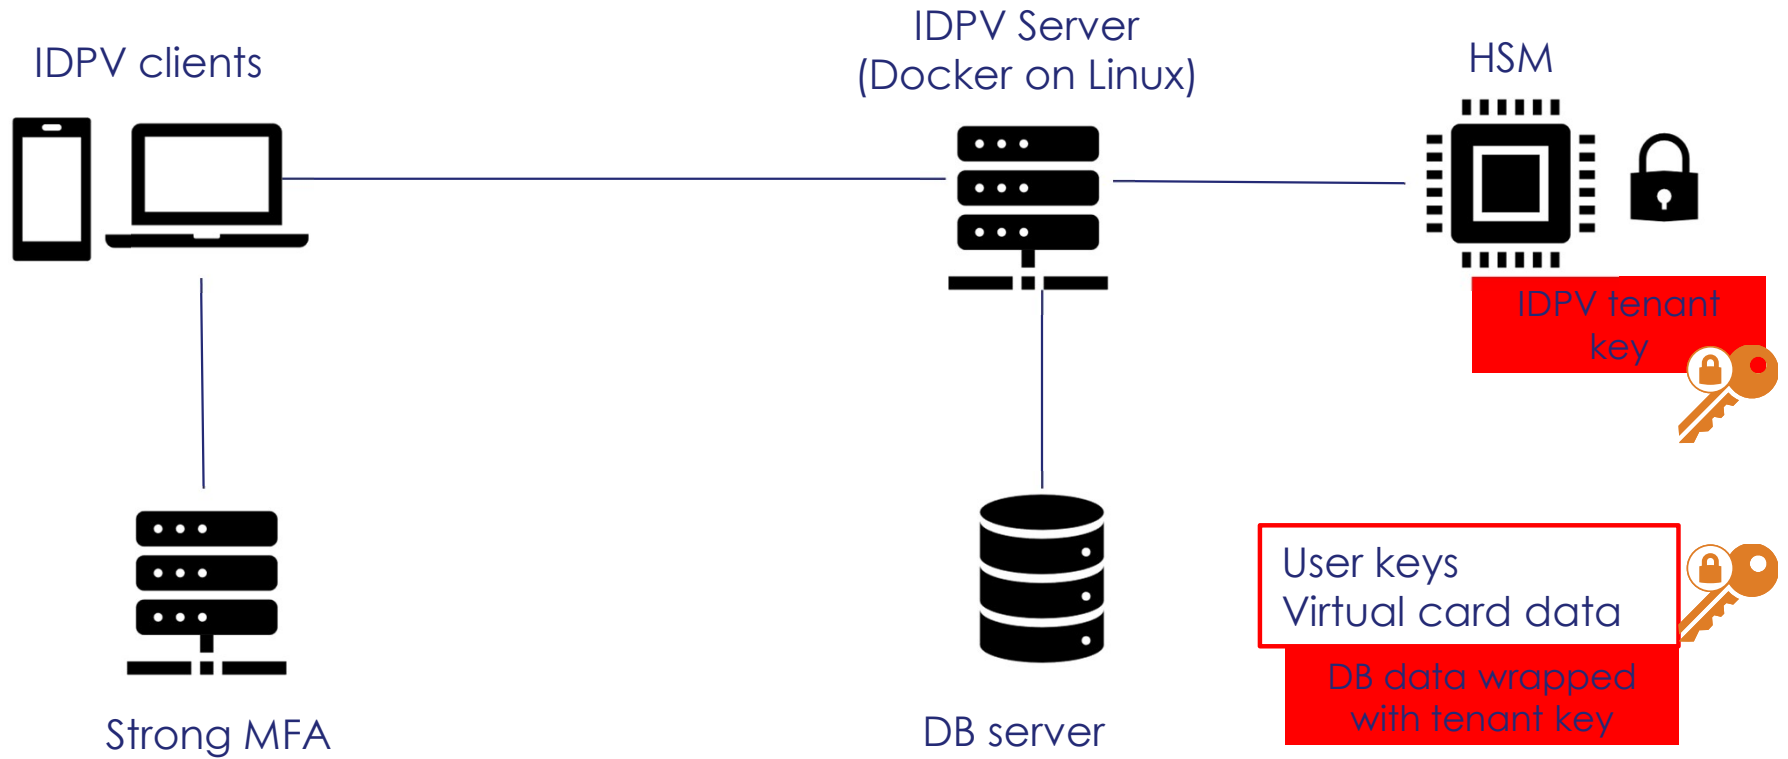 IDPV clients
IDPV Server
(Docker on Linux)
HSM
IDPV tenant
key
User keys
Virtual card data
DB data wrapped
with tenant key
Strong MFA
DB server